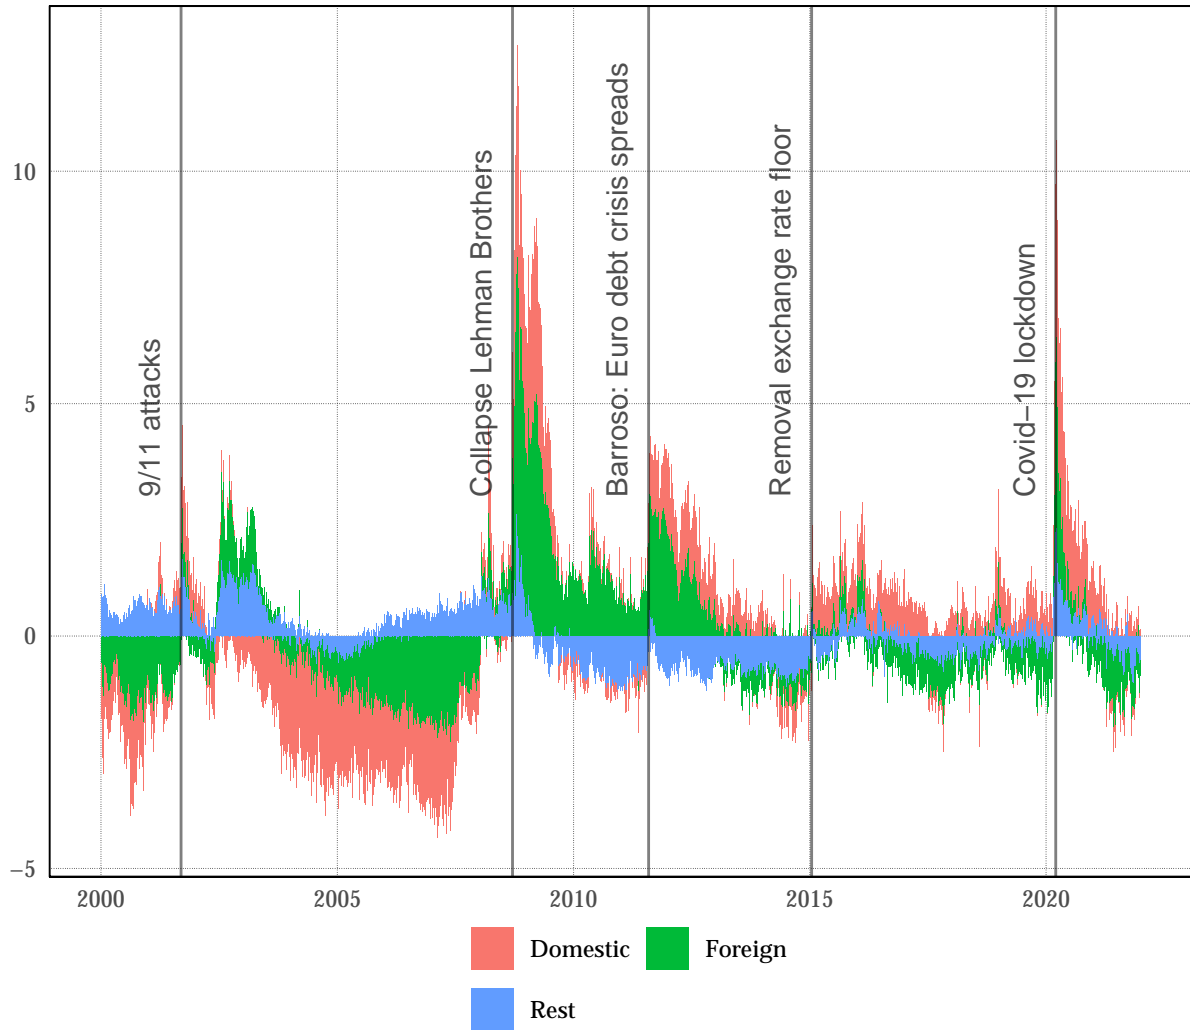 10
5
0
−5
9/11 attacks
Collapse Lehman Brothers
Barroso: Euro debt crisis spreads
Removal exchange rate floor
Covid−19 lockdown
2000
2005
2010
2015
2020
Domestic
Foreign
Rest